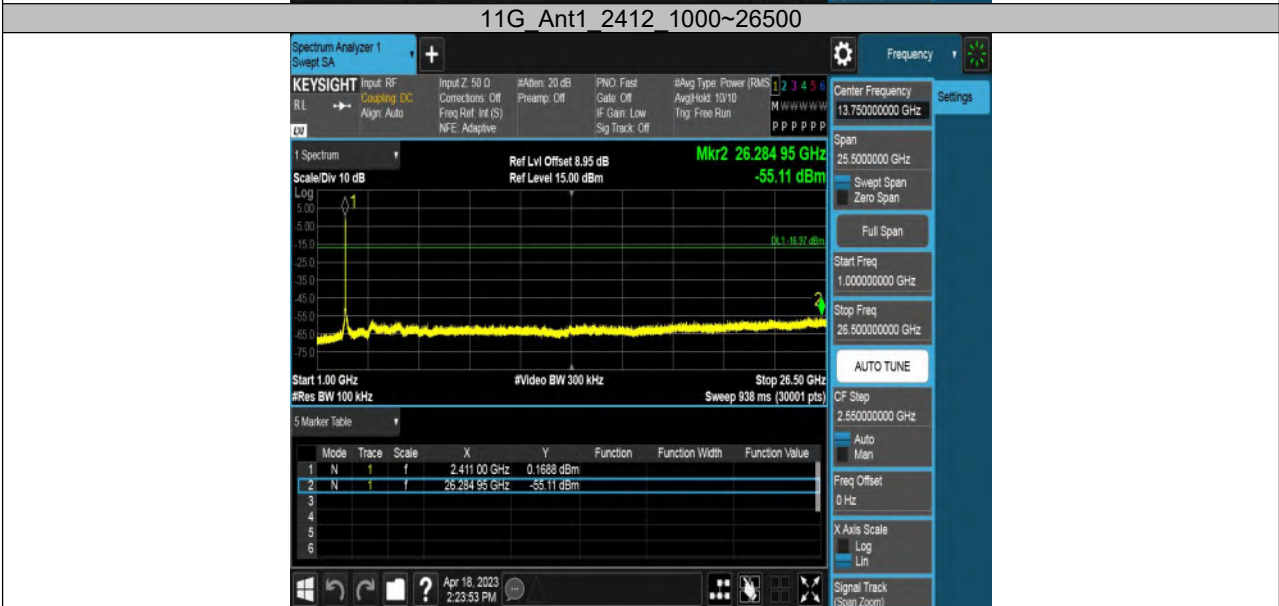 11G_Ant1_2412_1000~26500
Spectrum Analyzer 1
Swept SA
+
Frequency
KEYSIGHT
RL
LXI
Input: RF
Coupling: DC
Align: Auto
Input Z: 50 Ω
Corrections: Off
Freq Ref: Int (S)
NFE: Adaptive
#Atten: 20 dB
Preamp: Off
PNO: Fast
Gate: Off
IF Gain: Low
Sig Track: Off
#Avg Type: Power (RMS
Avg|Hold: 10/10
Trig: Free Run
1 2 3 4 5 6
M W W W W W
P P P P P P
1 Spectrum
Scale/Div 10 dB
Ref Lvl Offset 8.95 dB
Ref Level 15.00 dBm
Mkr2 26.284 95 GHz
-55.11 dBm
Log
5.00
-5.00
-15.0
-25.0
-35.0
-45.0
-55.0
-65.0
-75.0
1
DL1 -16.97 dBm
2
Start 1.00 GHz
#Res BW 100 kHz
#Video BW 300 kHz
Stop 26.50 GHz
Sweep 938 ms (30001 pts)
5 Marker Table
Mode Trace Scale X Y Function Function Width Function Value
1 N 1 f 2.411 00 GHz 0.1688 dBm
2 N 1 f 26.284 95 GHz -55.11 dBm
3
4
5
6
?
Apr 18, 2023
2:23:53 PM
Center Frequency
13.750000000 GHz
Settings
Span
25.5000000 GHz
Swept Span
Zero Span
Full Span
Start Freq
1.000000000 GHz
Stop Freq
26.500000000 GHz
AUTO TUNE
CF Step
2.550000000 GHz
Auto
Man
Freq Offset
0 Hz
X Axis Scale
Log
Lin
Signal Track
(Span Zoom)